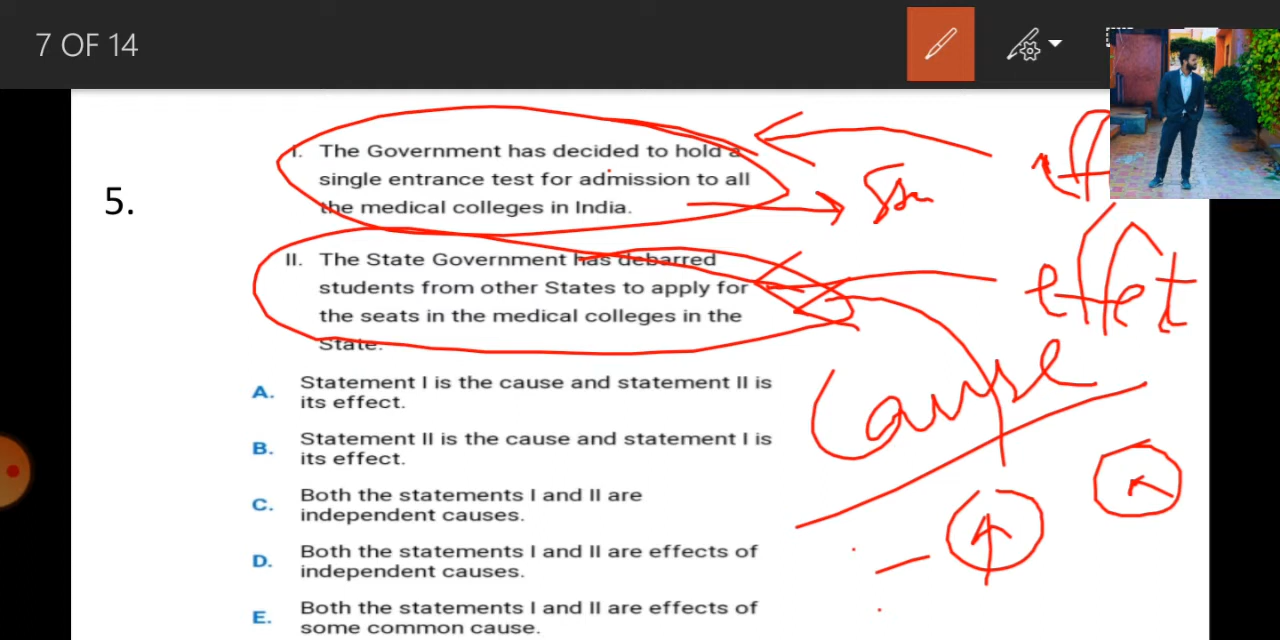 7 OF 14
5.
I. The Government has decided to hold a
single entrance test for admission to all
the medical colleges in India.
II. The State Government has debarred
students from other States to apply for
the seats in the medical colleges in the
State.
effet
cause
A. Statement I is the cause and statement II is
its effect.
B. Statement II is the cause and statement I is
its effect.
C. Both the statements I and II are
independent causes.
D. Both the statements I and II are effects of
independent causes.
E. Both the statements I and II are effects of
some common cause.